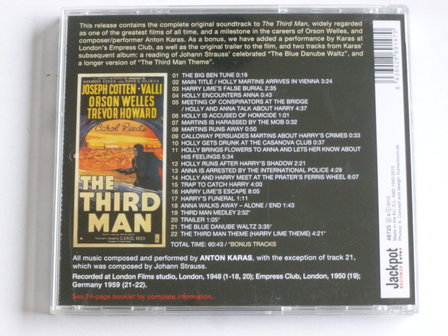 This release contains the complete original soundtrack to The Third Man, widely regarded
as one of the greatest films of all time, and a milestone in the careers of Orson Welles, and
composer/performer Anton Karas. As a bonus, we have added a performance by Karas at
London's Empress Club, as well as the original trailer to the film, and two tracks from Karas'
subsequent album: a reading of Johann Strauss' celebrated "The Blue Danube Waltz", and
a longer version of "The Third Man Theme".
JOSEPH COTTEN · VALLI
ORSON WELLES
TREVOR HOWARD
Carol Reed's
THE
THIRD
MAN
01 THE BIG BEN TUNE 0:18
02 MAIN TITLE / HOLLY MARTINS ARRIVES IN VIENNA 3:24
03 HARRY LIME'S FALSE BURIAL 2:35
04 HOLLY ENCOUNTERS ANNA 0:43
05 MEETING OF CONSPIRATORS AT THE BRIDGE
/ HOLLY AND ANNA TALK ABOUT HARRY 4:37
06 HOLLY IS ACCUSED OF HOMICIDE 1:01
07 MARTINS IS HARASSED BY THE MOB 0:32
08 MARTINS RUNS AWAY 0:50
09 CALLOWAY PERSUADES MARTINS ABOUT HARRY'S CRIMES 0:33
10 HOLLY GETS DRUNK AT THE CASANOVA CLUB 0:37
11 HOLLY BRINGS FLOWERS TO ANNA AND LETS HER KNOW ABOUT
HIS FEELINGS 5:34
12 HOLLY RUNS AFTER HARRY'S SHADOW 2:21
13 ANNA IS ARRESTED BY THE INTERNATIONAL POLICE 4:29
14 HOLLY AND HARRY MEET AT THE PRATER'S FERRIS WHEEL 6:07
15 TRAP TO CATCH HARRY 4:00
16 HARRY LIME'S ESCAPE 8:05
17 HARRY'S FUNERAL 1:11
18 ANNA WALKS AWAY - ALONE / END 1:43
19 THIRD MAN MEDLEY 2:52*
20 TRAILER 1:05*
21 THE BLUE DANUBE WALTZ 3:35*
22 THE THIRD MAN THEME (HARRY LIME THEME) 4:21*
Total time: 60:43 / *BONUS TRACKS
All music composed and performed by ANTON KARAS, with the exception of track 21,
which was composed by Johann Strauss.
Recorded at London Films studio, London, 1948 (1-18, 20); Empress Club, London, 1950 (19);
Germany 1959 (21-22).
See 24-page booklet for complete information.
48725
Jackpot